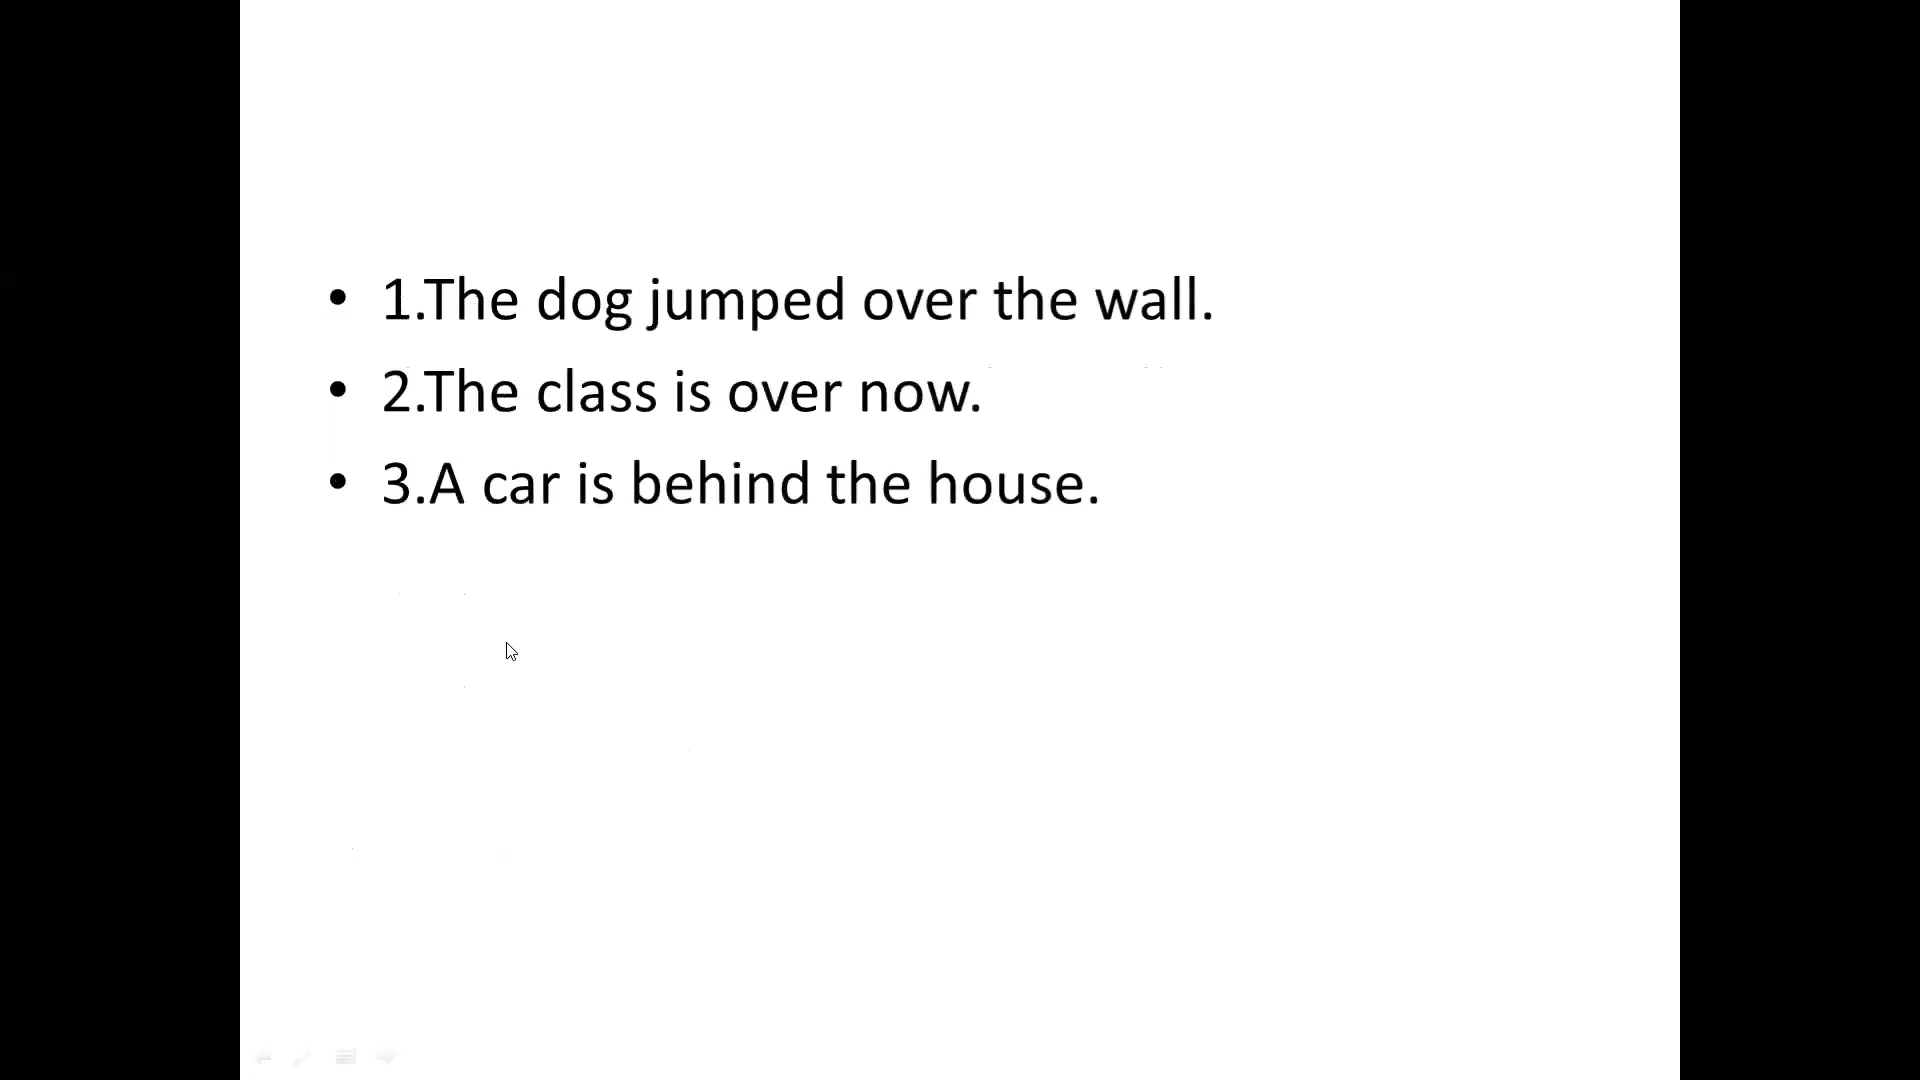 • 1.The dog jumped over the wall.
• 2.The class is over now.
• 3.A car is behind the house.